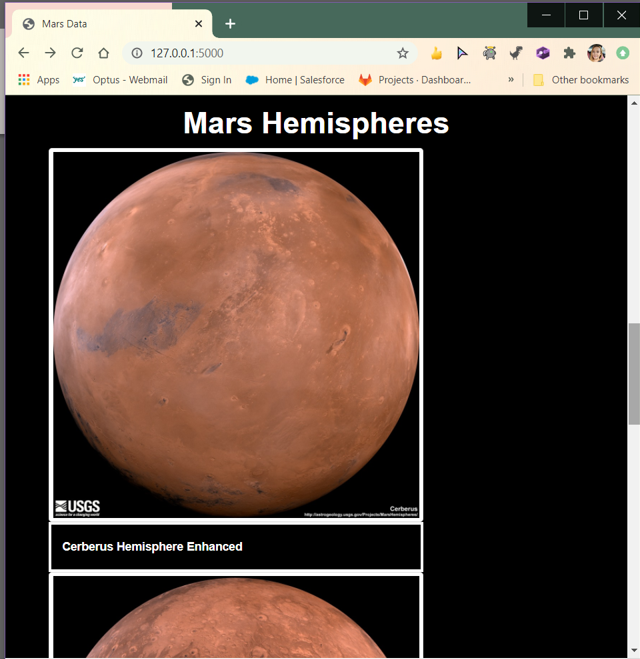 Mars Data
127.0.0.1:5000
Apps
Optus - Webmail
Sign In
Home | Salesforce
Projects · Dashboar...
»
Other bookmarks
Mars Hemispheres
USGS
science for a changing world
Cerberus
http://astrogeology.usgs.gov/Projects/MarsHemispheres/
Cerberus Hemisphere Enhanced